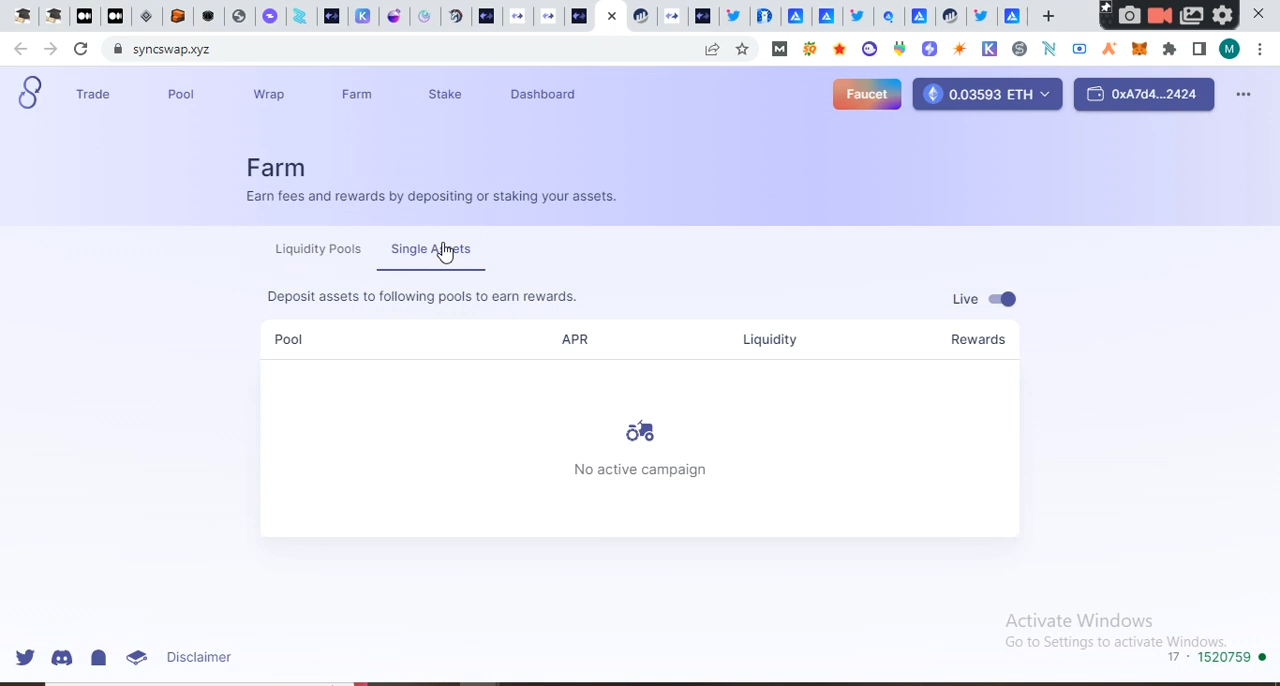 syncswap.xyz
M
Trade Pool Wrap Farm Stake Dashboard Faucet 0.03593 ETH 0xA7d4...2424
Farm
Earn fees and rewards by depositing or staking your assets.
Liquidity Pools Single Assets
Deposit assets to following pools to earn rewards. Live
Pool APR Liquidity Rewards
No active campaign
Activate Windows
Go to Settings to activate Windows.
Disclaimer 17 · 1520759